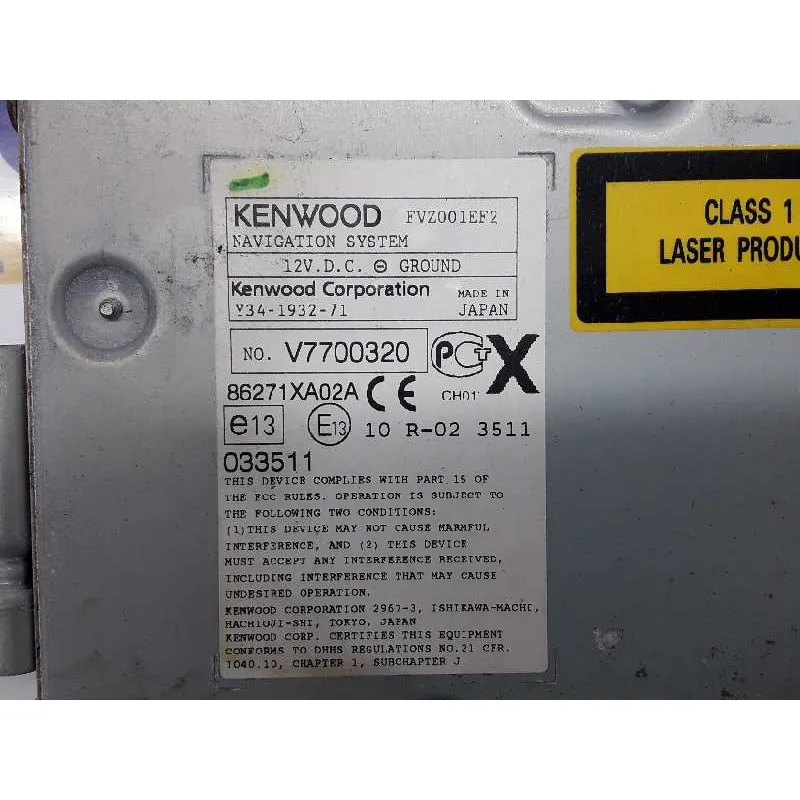 KENWOOD FVZ001EF2
NAVIGATION SYSTEM
12V.D.C. ⊖ GROUND
Kenwood Corporation MADE IN JAPAN
Y34-1932-71
NO. V7700320
PCT X
86271XA02A CE CH01
e13 E13 10 R-02 3511
033511
THIS DEVICE COMPLIES WITH PART 15 OF
THE FCC RULES. OPERATION IS SUBJECT TO
THE FOLLOWING TWO CONDITIONS:
(1)THIS DEVICE MAY NOT CAUSE MARMFUL
INTERFERENCE, AND (2) THIS DEVICE
MUST ACCEPT ANY INTERFERENCE RECEIVED,
INCLUDING INTERFERENCE THAT MAY CAUSE
UNDESIRED OPERATION.
KENWOOD CORPORATION 2967-3, ISHIKAWA-MACHI,
HACHIOJI-SHI, TOKYO, JAPAN
KENWOOD CORP. CERTIFIES THIS EQUIPMENT
CONFORMS TO DHHS REGULATIONS NO.21 CFR.
1040.10, CHAPTER 1, SUBCHAPTER J
CLASS 1
LASER PRODU